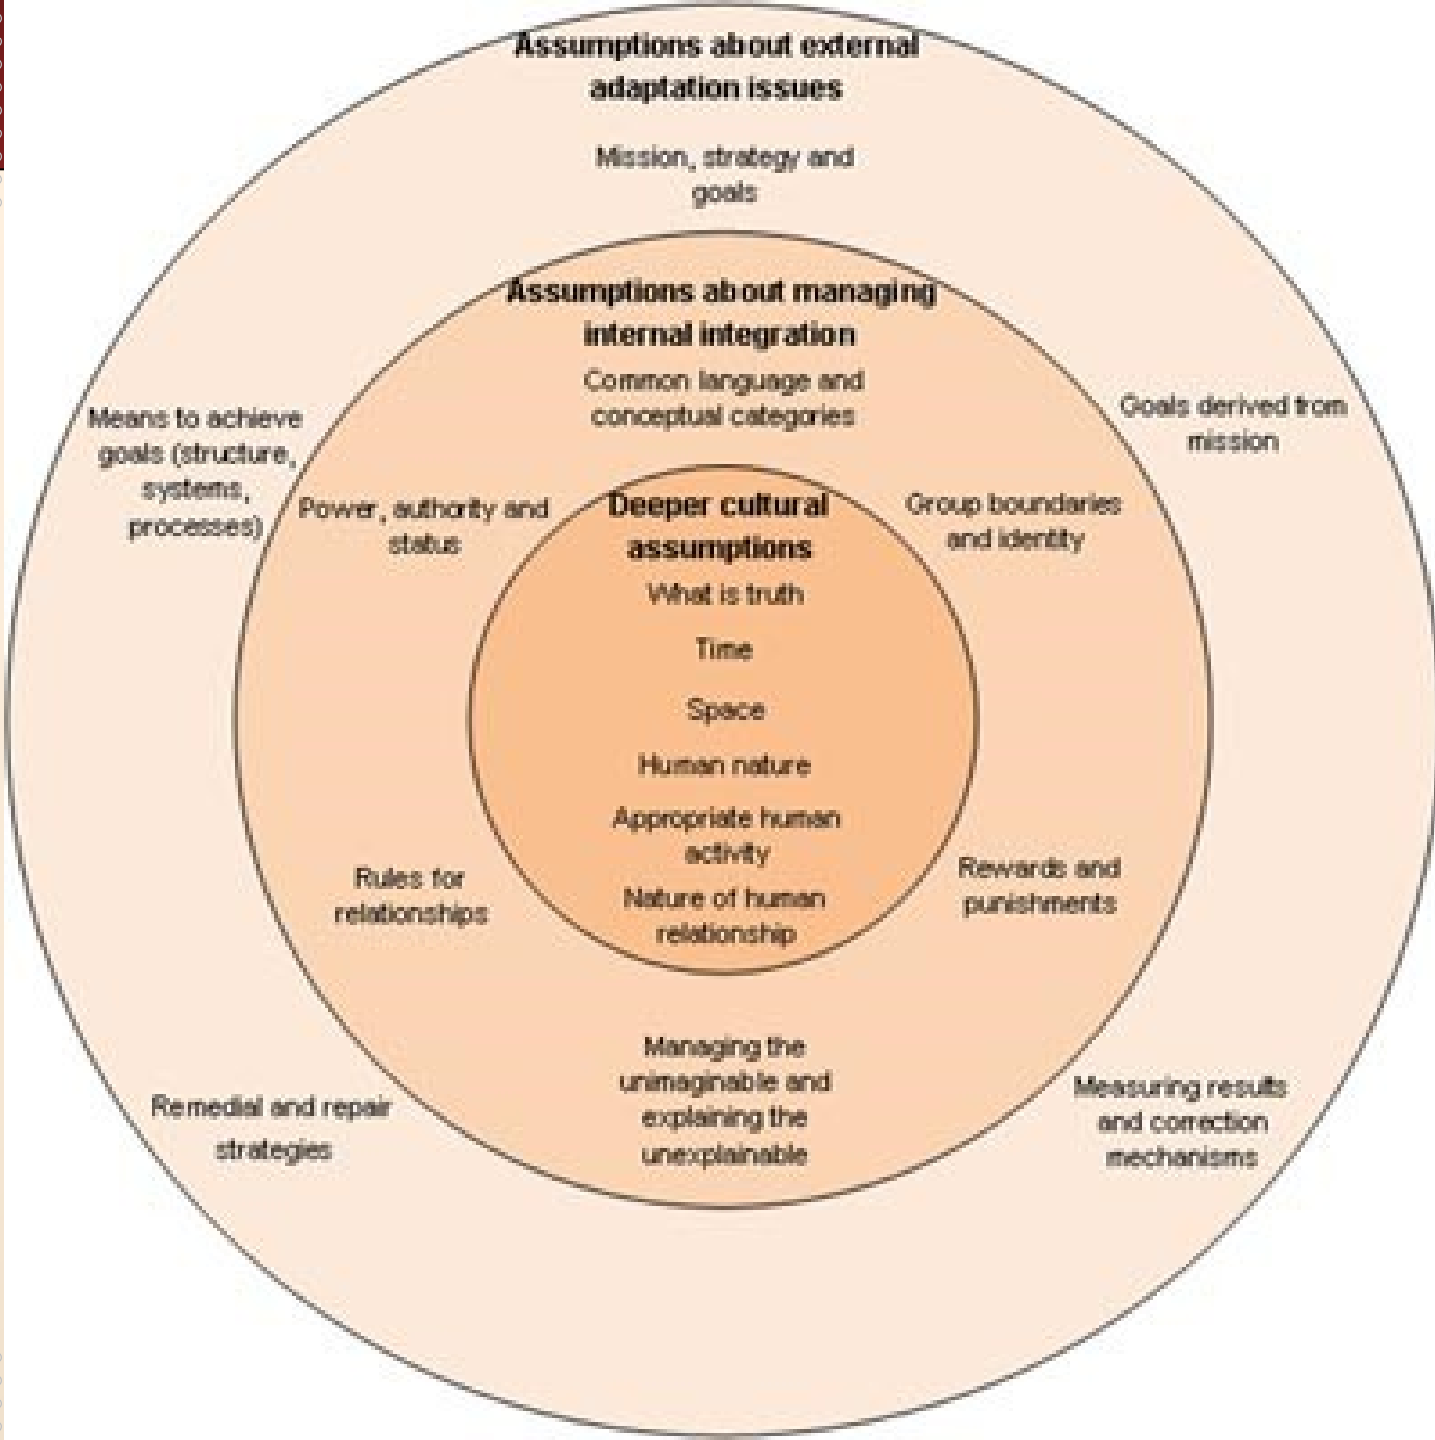 Assumptions about external
adaptation issues
Mission, strategy and
goals
Assumptions about managing
internal integration
Common language and
conceptual categories
Means to achieve
goals (structure,
systems,
processes)
Goals derived from
mission
Power, authority and
status
Deeper cultural
assumptions
Group boundaries
and identity
What is truth
Time
Space
Human nature
Appropriate human
activity
Nature of human
relationship
Rules for
relationships
Rewards and
punishments
Managing the
unimaginable and
explaining the
unexplainable
Remedial and repair
strategies
Measuring results
and correction
mechanisms